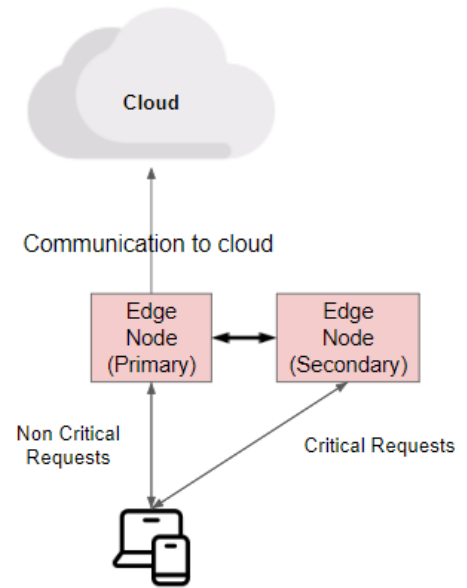 Cloud
Communication to cloud
Edge
Node
(Primary)
Edge
Node
(Secondary)
Non Critical
Requests
Critical Requests